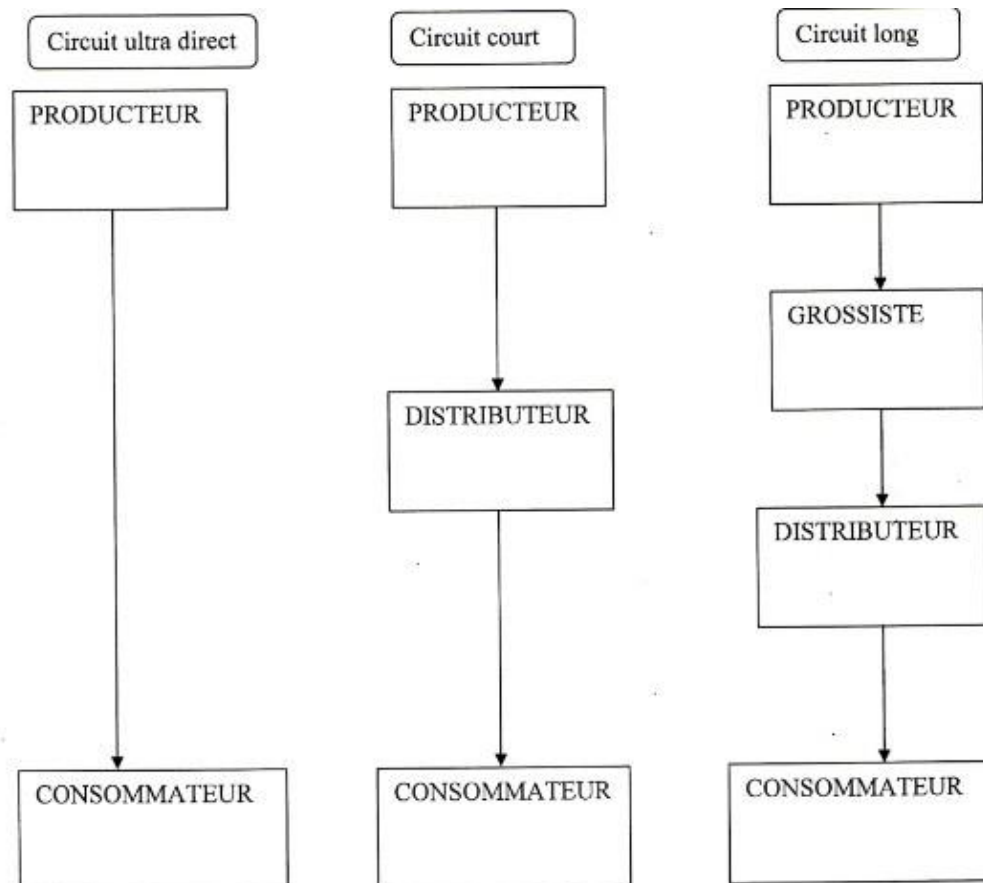 Circuit ultra direct
Circuit court
Circuit long
PRODUCTEUR
PRODUCTEUR
PRODUCTEUR
GROSSISTE
DISTRIBUTEUR
DISTRIBUTEUR
CONSOMMATEUR
CONSOMMATEUR
CONSOMMATEUR